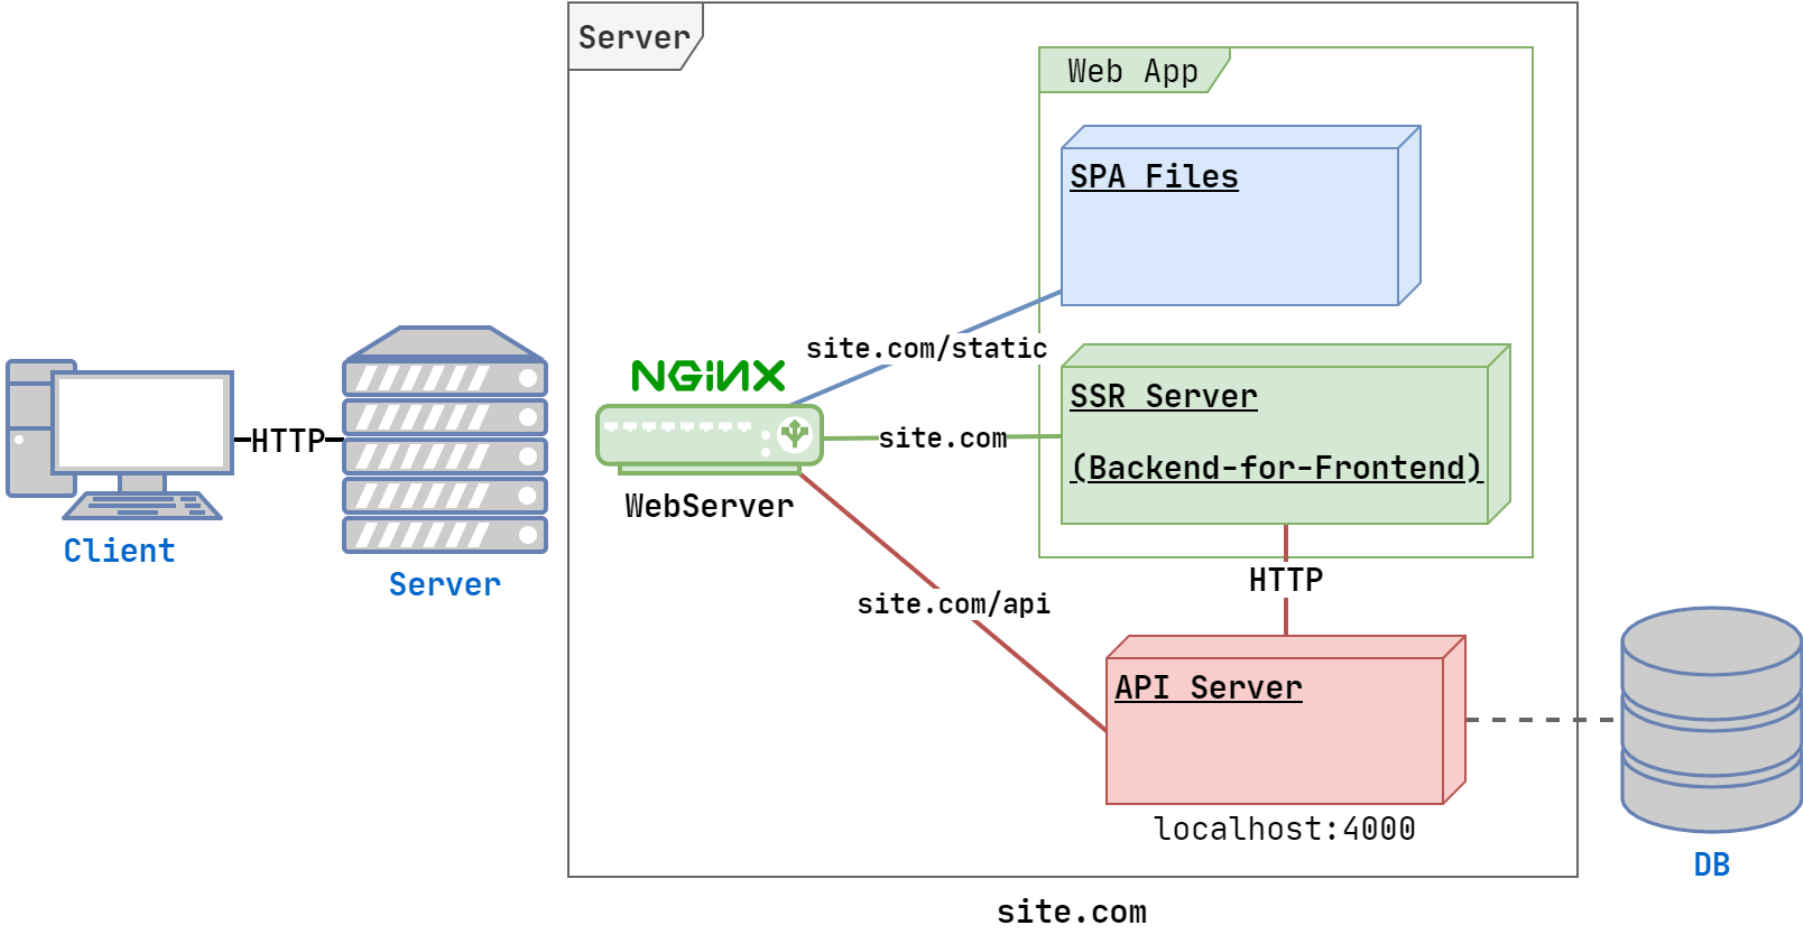 Server
Web App
SPA Files
site.com/static
NGINX
SSR Server
HTTP
site.com
(Backend-for-Frontend)
WebServer
Client
Server
HTTP
site.com/api
API Server
localhost:4000
DB
site.com